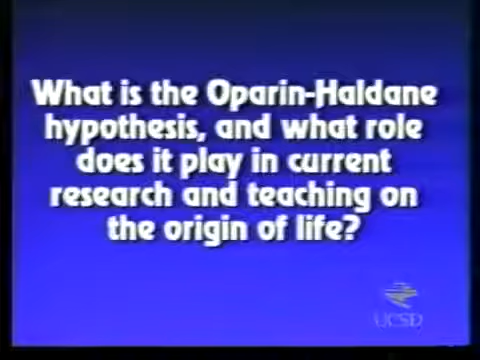 What is the Oparin-Haldane
hypothesis, and what role
does it play in current
research and teaching on
the origin of life?
UCSD